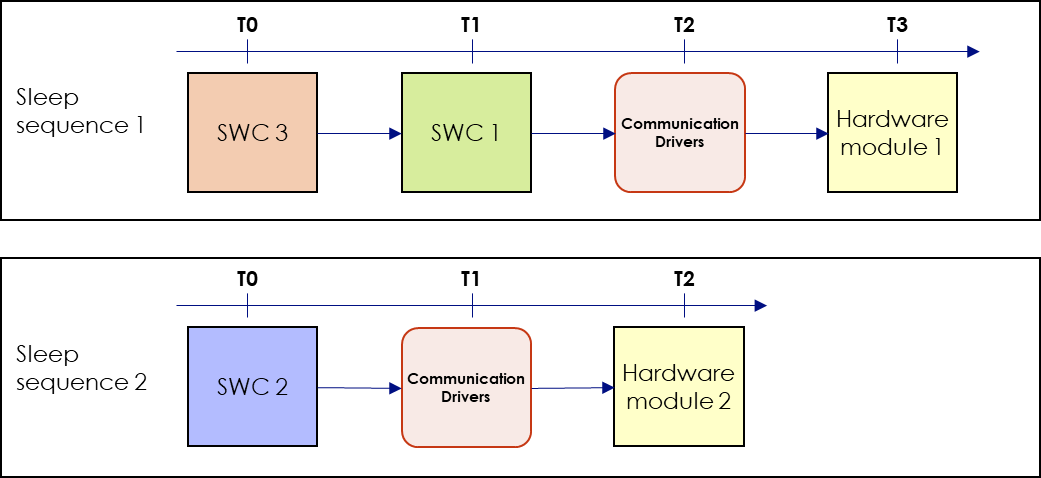 T0 T1 T2 T3
Sleep
sequence 1
SWC 3
SWC 1
Communication
Drivers
Hardware
module 1
T0 T1 T2
Sleep
sequence 2
SWC 2
Communication
Drivers
Hardware
module 2